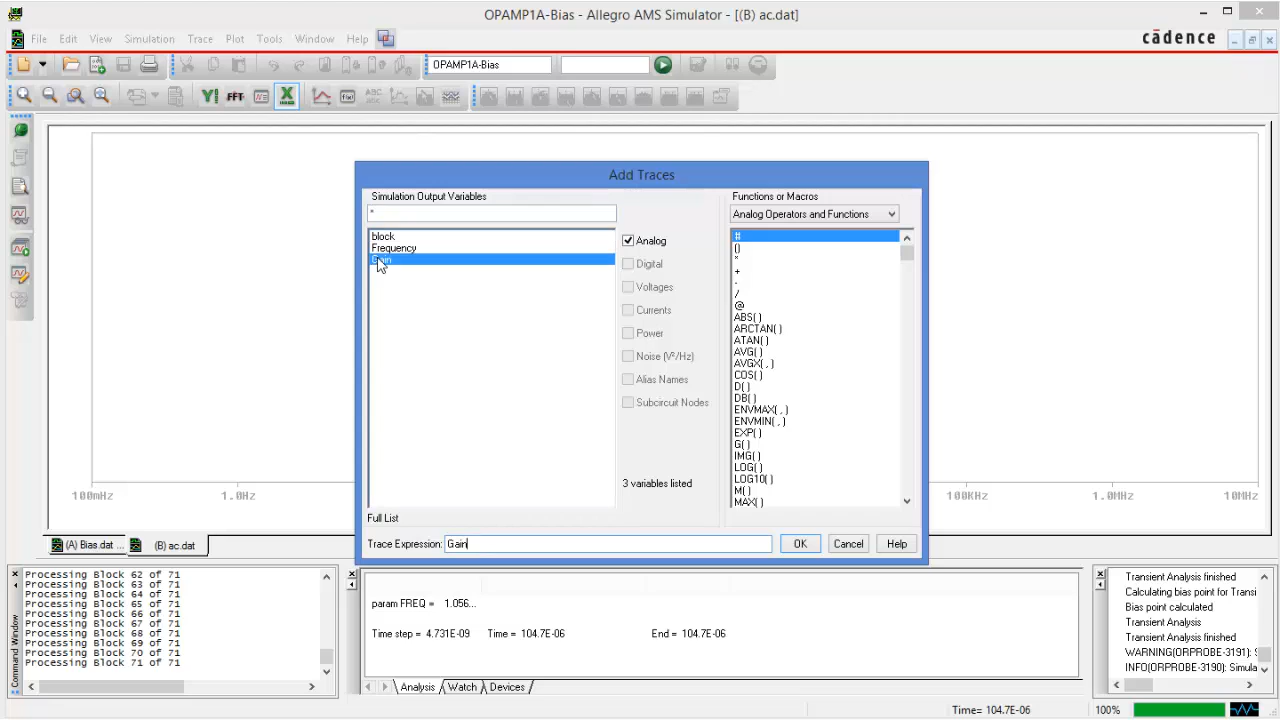 OPAMP1A-Bias - Allegro AMS Simulator - [(B) ac.dat]
File Edit View Simulation Trace Plot Tools Window Help
cādence
OPAMP1A-Bias
FFT
Add Traces
Simulation Output Variables
*
block
Frequency
Gain
Analog
Digital
Voltages
Currents
Power
Noise (V²/Hz)
Alias Names
Subcircuit Nodes
3 variables listed
Full List
Functions or Macros
Analog Operators and Functions
#
()
*
+
-
/
@
ABS()
ARCTAN()
ATAN()
AVG()
AVGX(,)
COS()
D()
DB()
ENVMAX(,)
ENVMIN(,)
EXP()
G()
IMG()
LOG()
LOG10()
M()
MAX()
Trace Expression: Gain
OK Cancel Help
100mHz 1.0Hz 100KHz 1.0MHz 10MHz
(A) Bias.dat ... (B) ac.dat
Command Window
Processing Block 62 of 71
Processing Block 63 of 71
Processing Block 64 of 71
Processing Block 65 of 71
Processing Block 66 of 71
Processing Block 67 of 71
Processing Block 68 of 71
Processing Block 69 of 71
Processing Block 70 of 71
Processing Block 71 of 71
param FREQ = 1.056...
Time step = 4.731E-09 Time = 104.7E-06 End = 104.7E-06
Analysis Watch Devices
Transient Analysis finished
Calculating bias point for Transi
Bias point calculated
Transient Analysis
Transient Analysis finished
WARNING(ORPROBE-3191): S
INFO(ORPROBE-3190): Simula
Time= 104.7E-06 100%